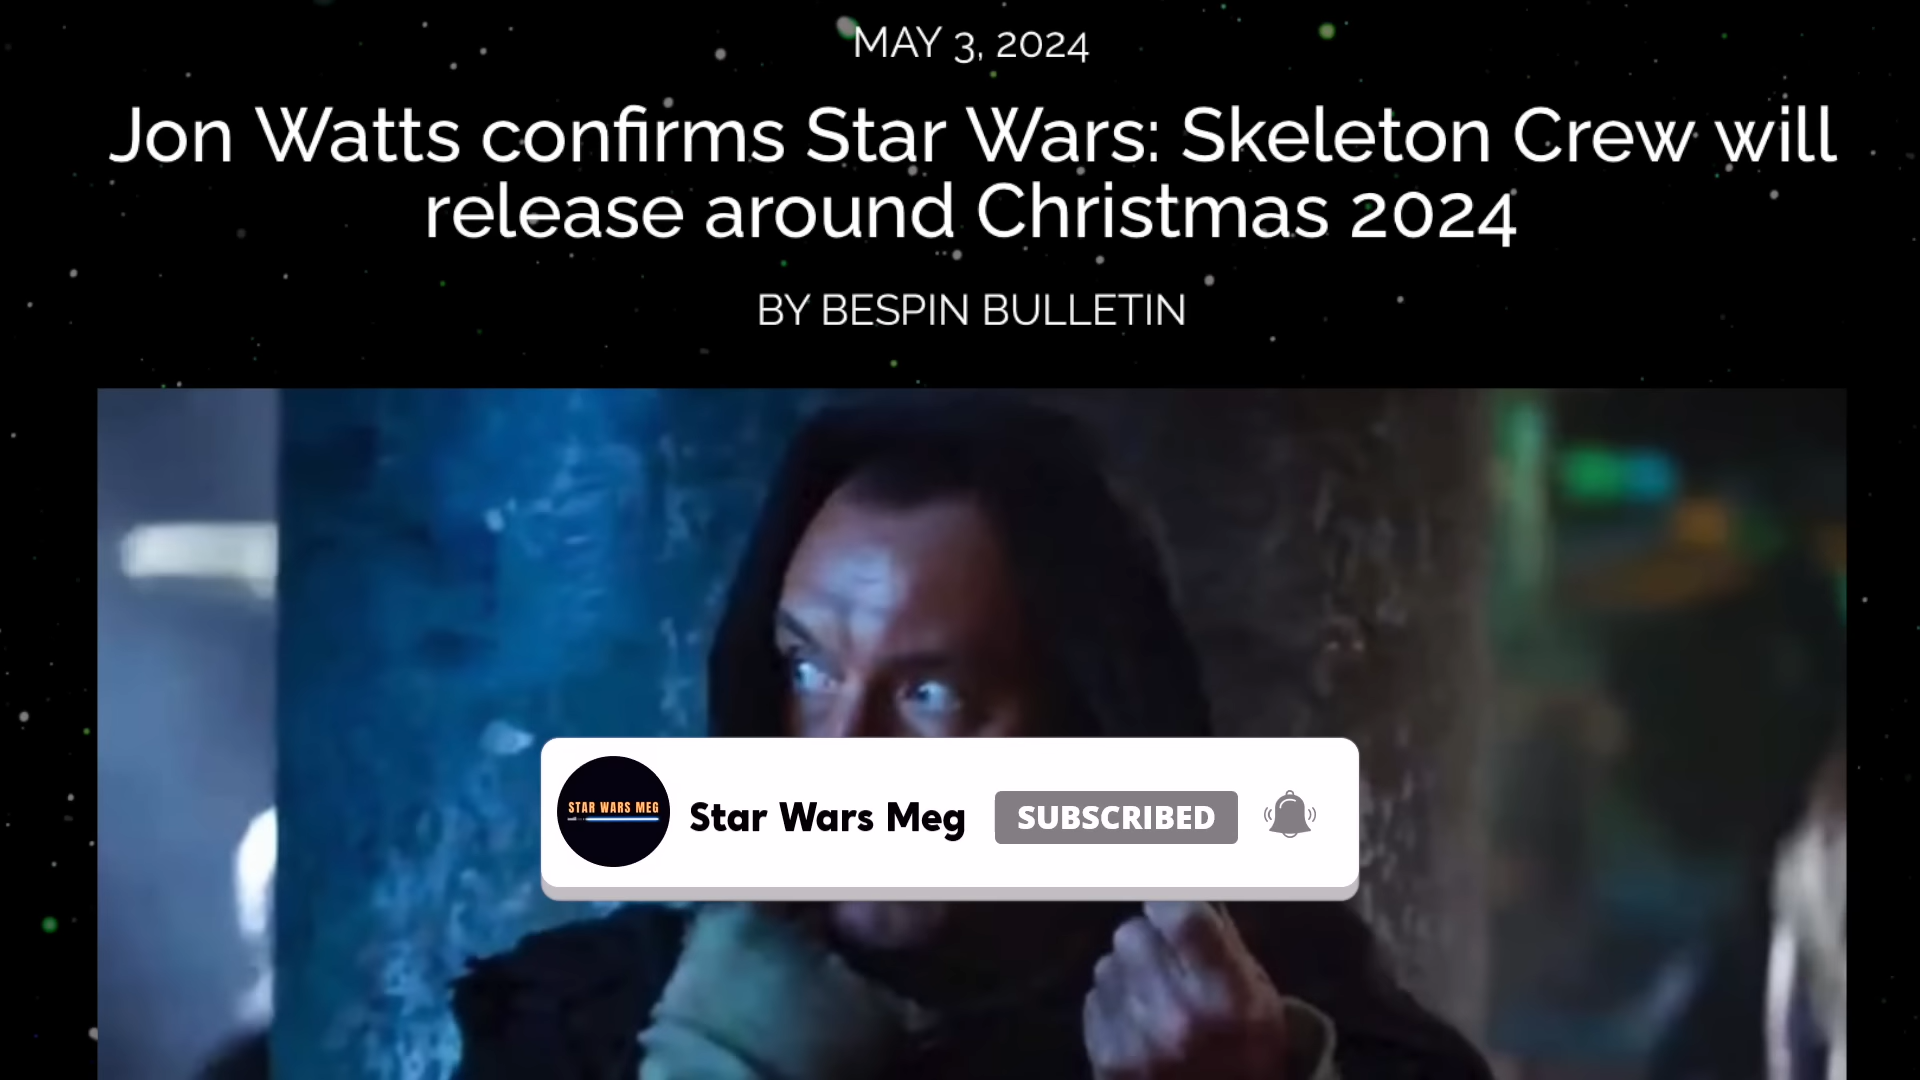 MAY 3, 2024
Jon Watts confirms Star Wars: Skeleton Crew will
release around Christmas 2024
BY BESPIN BULLETIN
STAR WARS MEG
Star Wars Meg
SUBSCRIBED